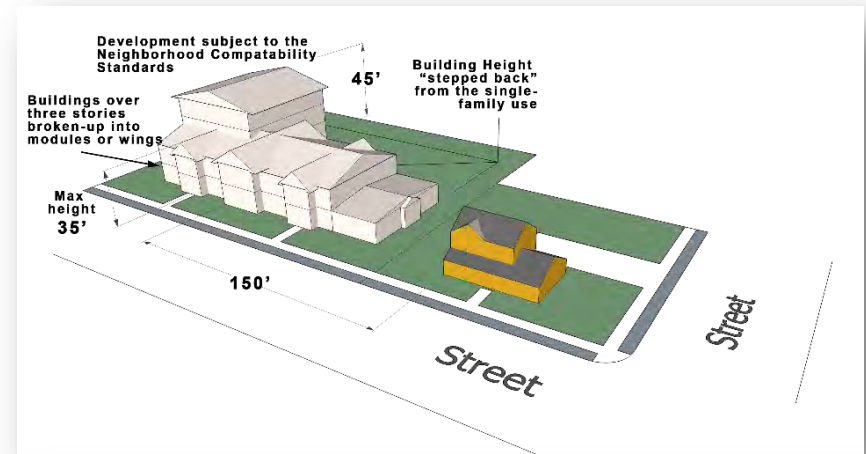 Development subject to the
Neighborhood Compatability
Standards
45'
Building Height
"stepped back"
from the single-
family use
Buildings over
three stories
broken-up into
modules or wings
Max
height
35'
150'
Street
Street